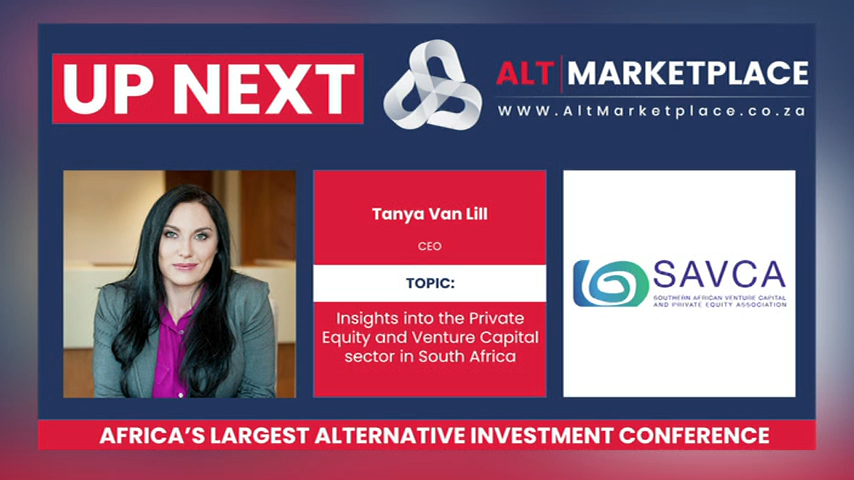 UP NEXT
ALT MARKETPLACE
WWW.AltMarketplace.co.za
Tanya Van Lill
CEO
TOPIC:
Insights into the Private
Equity and Venture Capital
sector in South Africa
SAVCA
SOUTHERN AFRICAN VENTURE CAPITAL
AND PRIVATE EQUITY ASSOCIATION
AFRICA'S LARGEST ALTERNATIVE INVESTMENT CONFERENCE